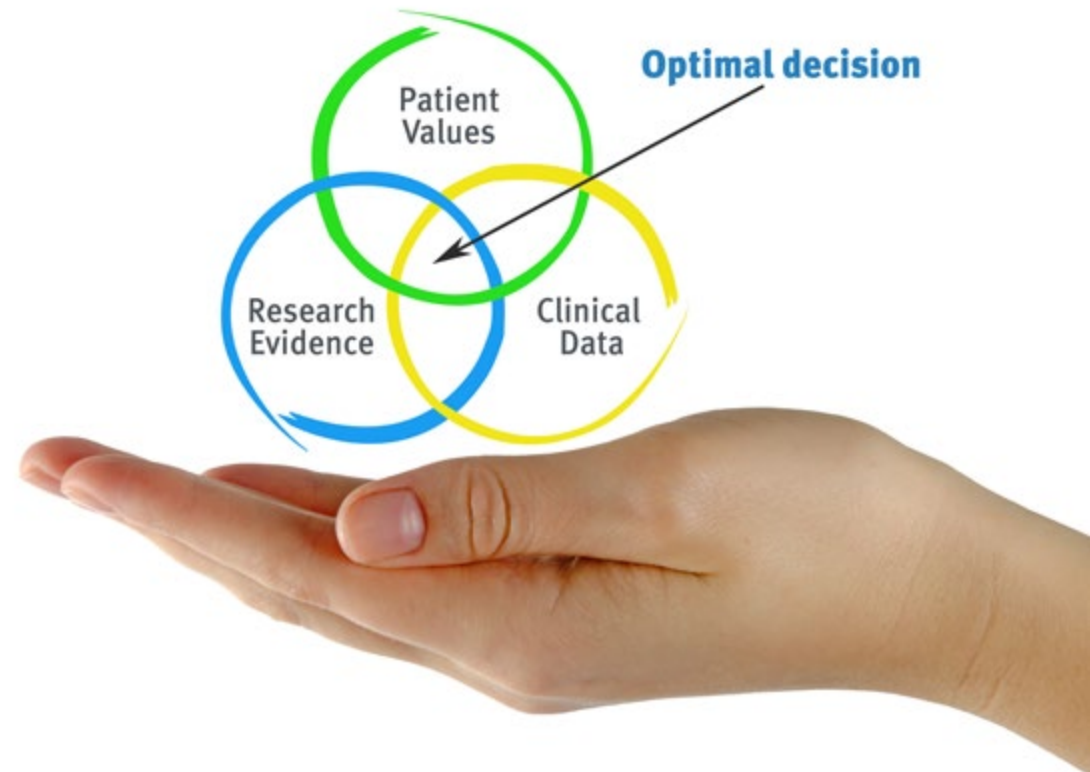 Optimal decision
Patient
Values
Research
Evidence
Clinical
Data